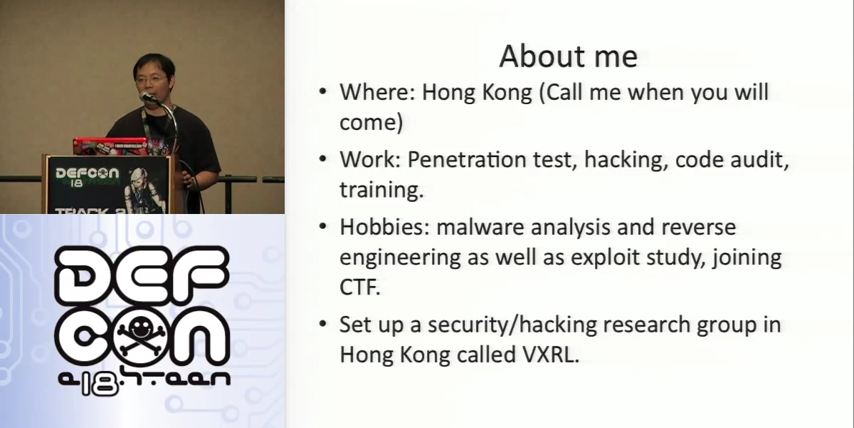 DEFCON
18
TRACK
DEF
CON
e18hteen
About me
• Where: Hong Kong (Call me when you will
come)
• Work: Penetration test, hacking, code audit,
training.
• Hobbies: malware analysis and reverse
engineering as well as exploit study, joining
CTF.
• Set up a security/hacking research group in
Hong Kong called VXRL.